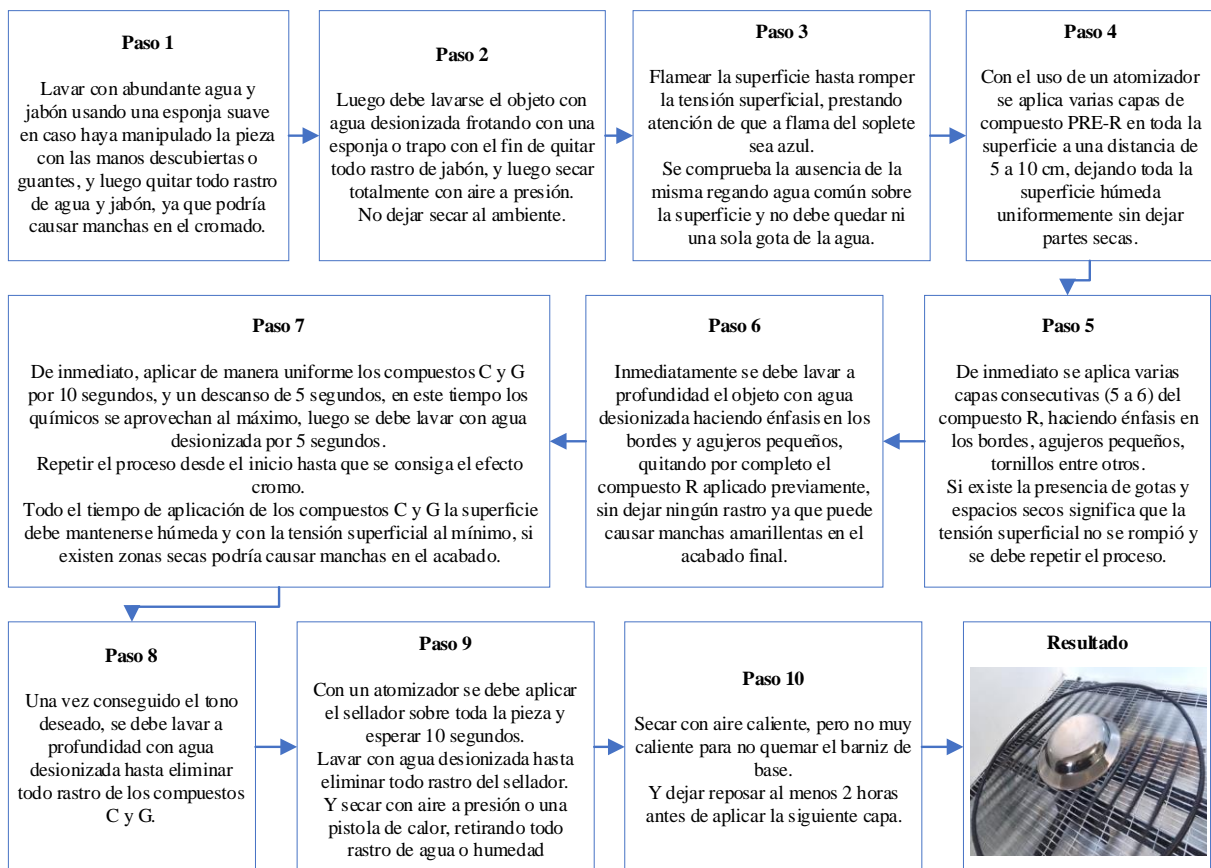 Paso 1
Lavar con abundante agua y
jabón usando una esponja suave
en caso haya manipulado la pieza
con las manos descubiertas o
guantes, y luego quitar todo rastro
de agua y jabón, ya que podría
causar manchas en el cromado.
Paso 2
Luego debe lavarse el objeto con
agua desionizada frotando con una
esponja o trapo con el fin de quitar
todo rastro de jabón, y luego secar
totalmente con aire a presión.
No dejar secar al ambiente.
Paso 3
Flamear la superficie hasta romper
la tensión superficial, prestando
atención de que a flama del soplete
sea azul.
Se comprueba la ausencia de la
misma regando agua común sobre
la superficie y no debe quedar ni
una sola gota de la agua.
Paso 4
Con el uso de un atomizador
se aplica varias capas de
compuesto PRE-R en toda la
superficie a una distancia de
5 a 10 cm, dejando toda la
superficie húmeda
uniformemente sin dejar
partes secas.
Paso 5
De inmediato se aplica varias
capas consecutivas (5 a 6) del
compuesto R, haciendo énfasis en
los bordes, agujeros pequeños,
tornillos entre otros.
Si existe la presencia de gotas y
espacios secos significa que la
tensión superficial no se rompió y
se debe repetir el proceso.
Paso 6
Inmediatamente se debe lavar a
profundidad el objeto con agua
desionizada haciendo énfasis en los
bordes y agujeros pequeños,
quitando por completo el
compuesto R aplicado previamente,
sin dejar ningún rastro ya que puede
causar manchas amarillentas en el
acabado final.
Paso 7
De inmediato, aplicar de manera uniforme los compuestos C y G
por 10 segundos, y un descanso de 5 segundos, en este tiempo los
químicos se aprovechan al máximo, luego se debe lavar con agua
desionizada por 5 segundos.
Repetir el proceso desde el inicio hasta que se consiga el efecto
cromo.
Todo el tiempo de aplicación de los compuestos C y G la superficie
debe mantenerse húmeda y con la tensión superficial al mínimo, si
existen zonas secas podría causar manchas en el acabado.
Paso 8
Una vez conseguido el tono
deseado, se debe lavar a
profundidad con agua
desionizada hasta eliminar
todo rastro de los compuestos
C y G.
Paso 9
Con un atomizador se debe aplicar
el sellador sobre toda la pieza y
esperar 10 segundos.
Lavar con agua desionizada hasta
eliminar todo rastro del sellador.
Y secar con aire a presión o una
pistola de calor, retirando todo
rastro de agua o humedad
Paso 10
Secar con aire caliente, pero no muy
caliente para no quemar el barniz de
base.
Y dejar reposar al menos 2 horas
antes de aplicar la siguiente capa.
Resultado